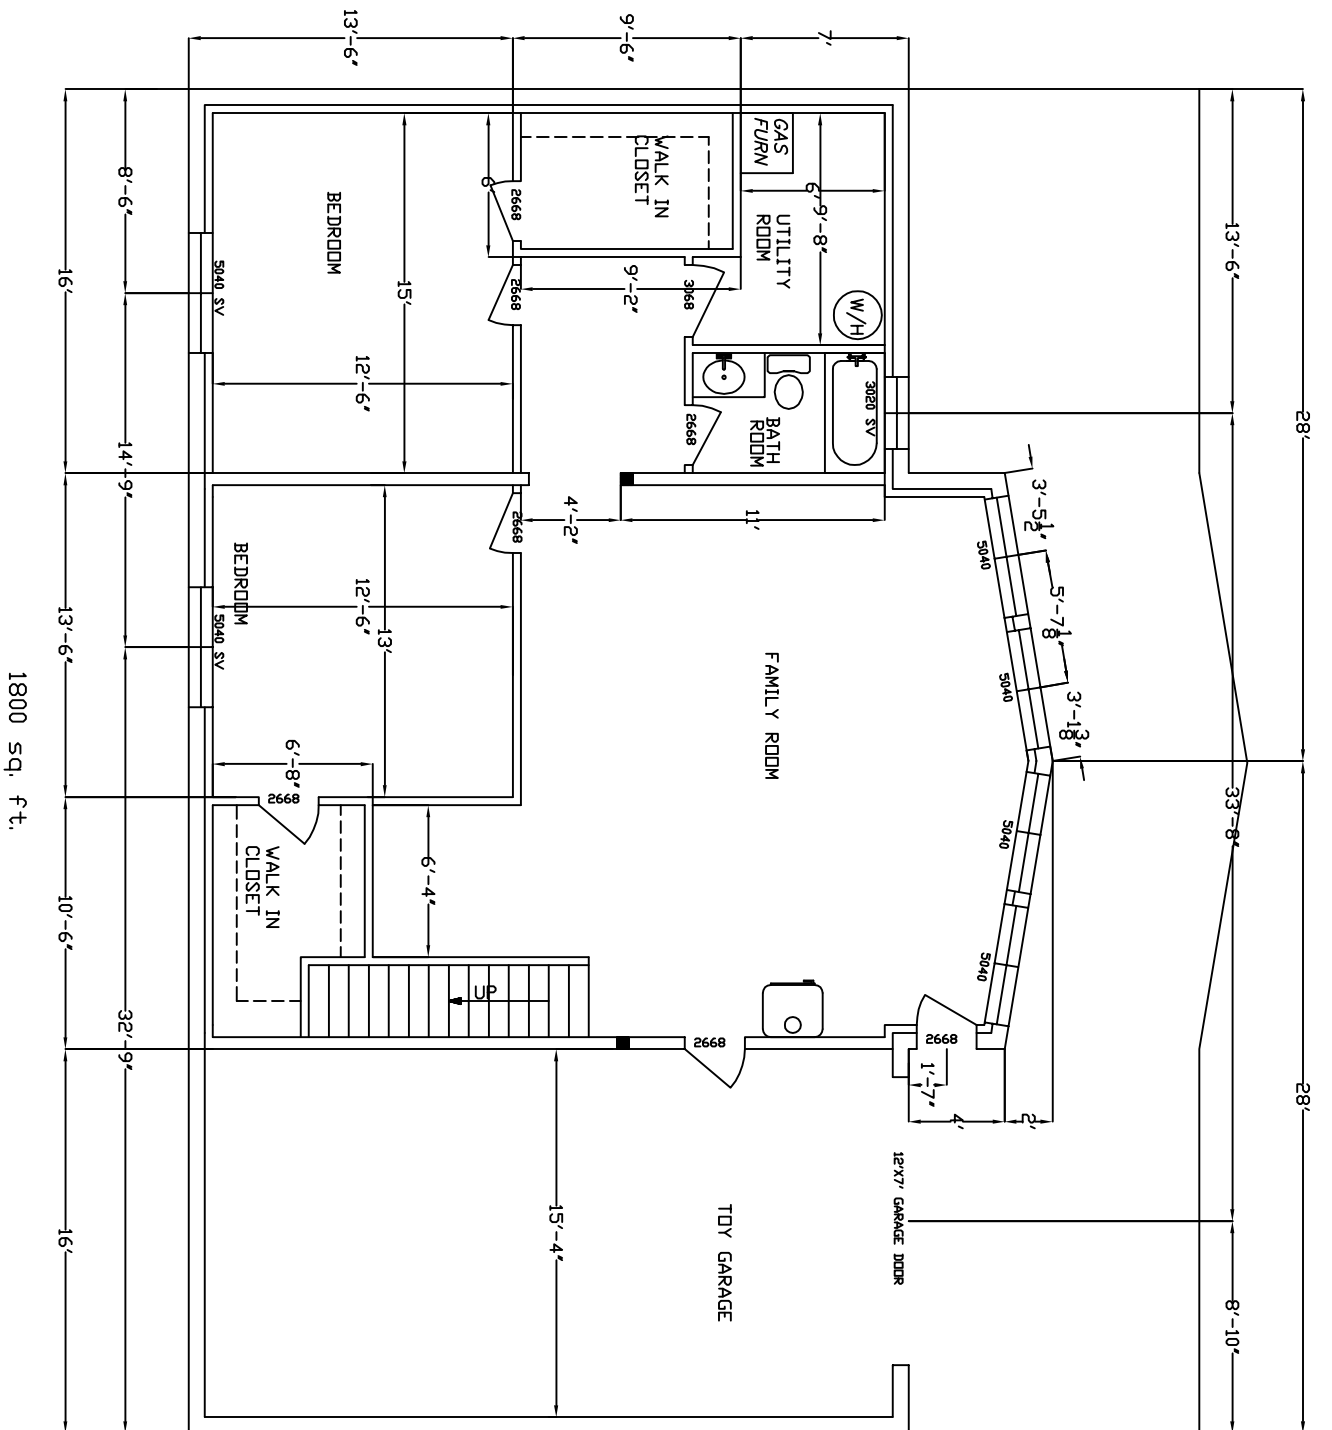 28'
28'
13'-6"
33'-8"
8'-10"
3'-5 1/2"
5'-7 1/8"
3'-1 3/8"
5040
5040
5040
5040
2'
4'
1'-7"
2668
12'X7' GARAGE DOOR
7'
9'-6"
13'-6"
GAS
FURN
6'
9'-8"
UTILITY
ROOM
W/H
3020 SV
BATH
ROOM
2668
3068
11'
FAMILY ROOM
2668
TOY GARAGE
WALK IN
CLOSET
9'-2"
4'-2"
15'-4"
2668
6'
2668
2668
UP
15'
13'
6'-4"
BEDROOM
12'-6"
12'-6"
6'-8"
2668
WALK IN
CLOSET
BEDROOM
5040 SV
5040 SV
8'-6"
14'-9"
32'-9"
16'
13'-6"
10'-6"
16'
1800 sq. ft.